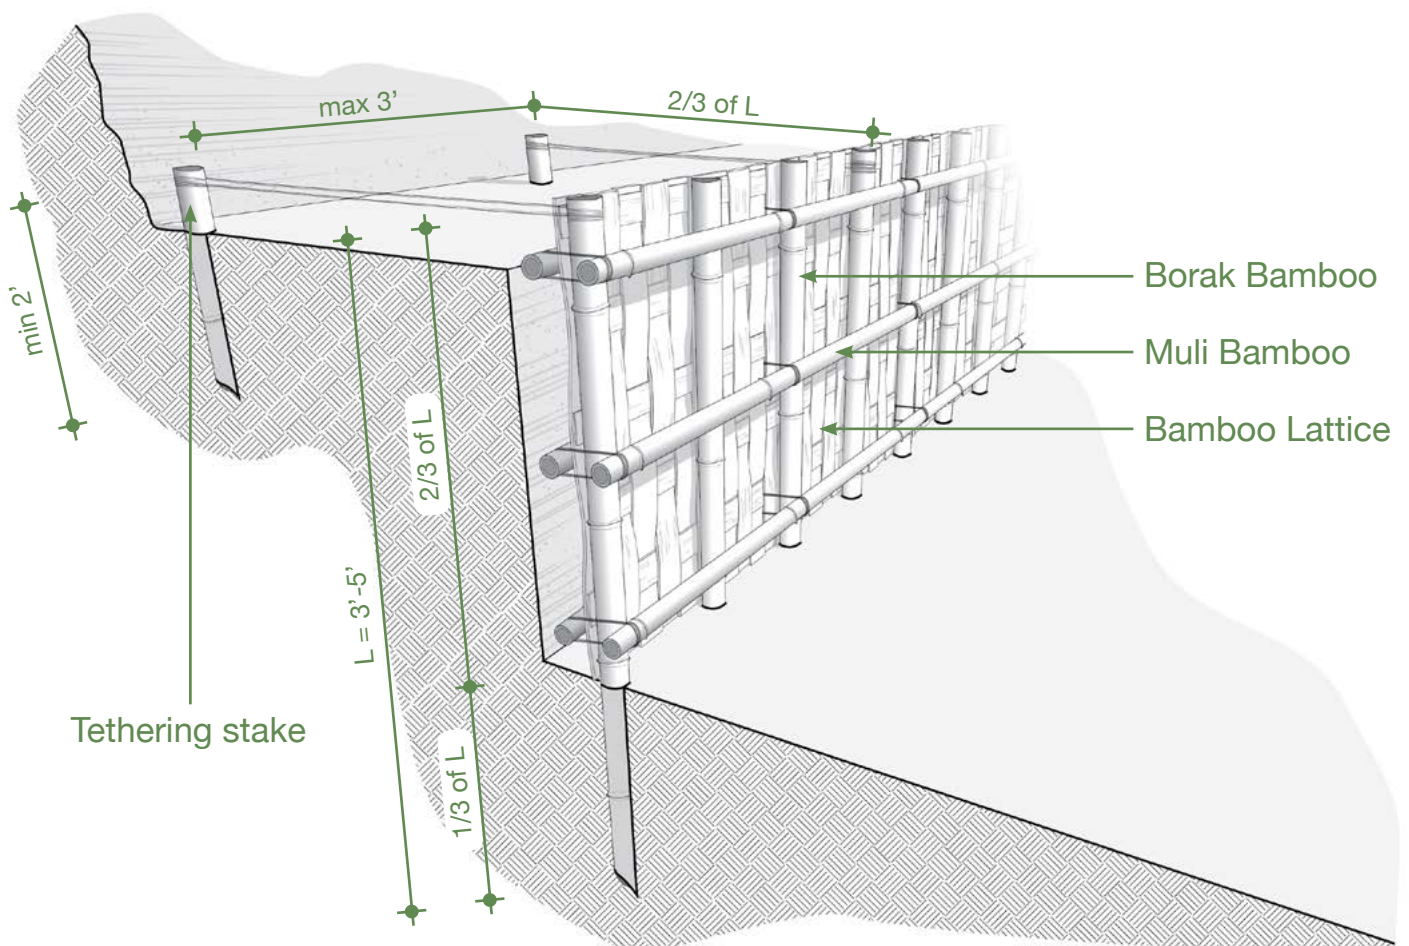 max 3’
2/3 of L
min 2’
Borak Bamboo
Muli Bamboo
Bamboo Lattice
2/3 of L
L = 3’-5’
Tethering stake
1/3 of L